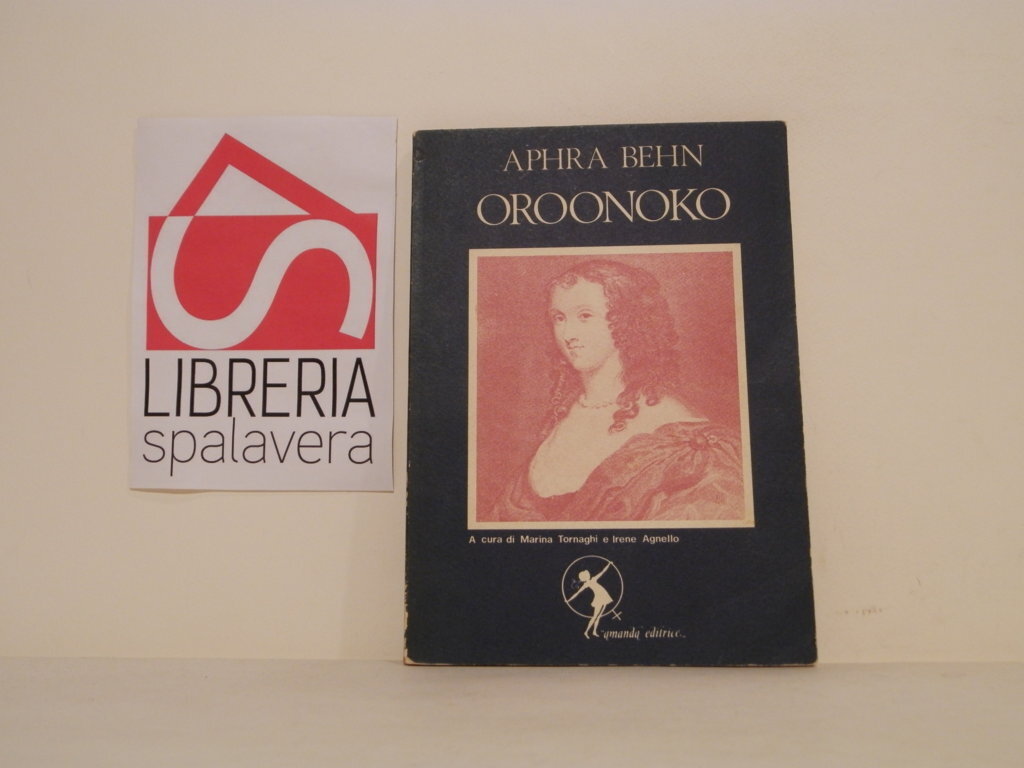 LIBRERIA
spalavera
APHRA BEHN
OROONOKO
A cura di Marina Tornaghi e Irene Agnello
amanda editrice